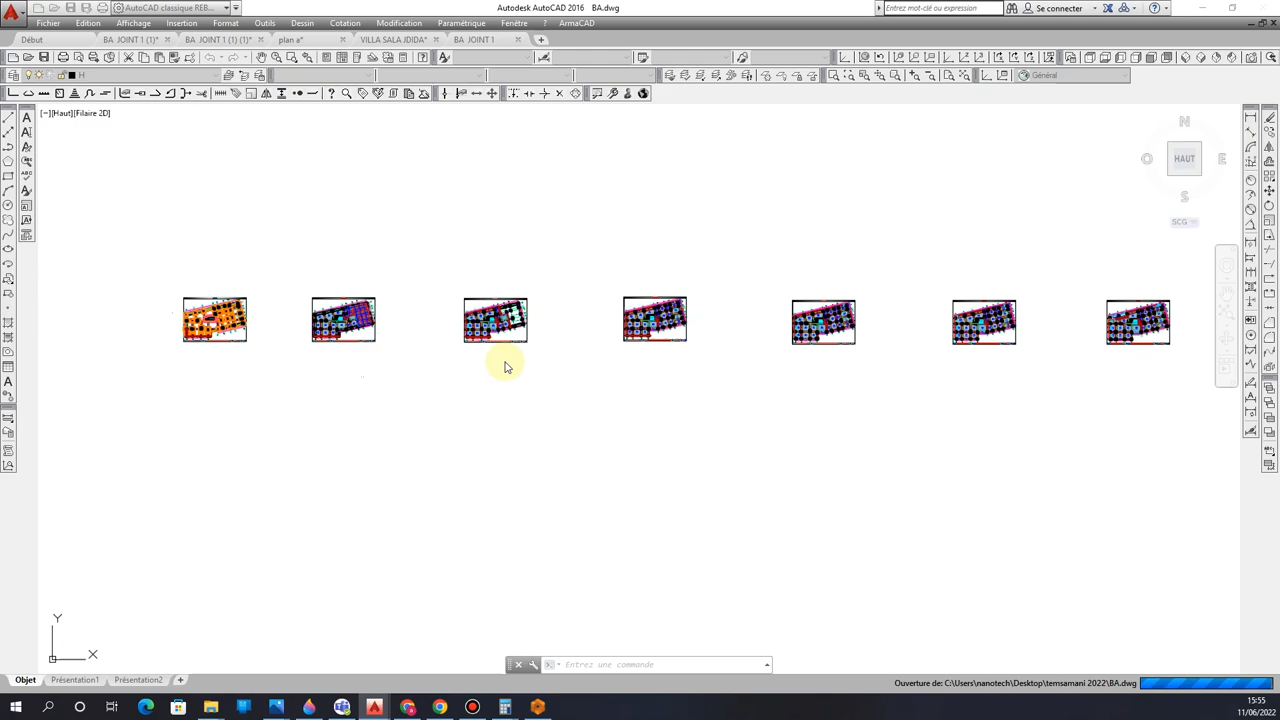 AutoCAD classique REB...
Autodesk AutoCAD 2016 BA.dwg
Entrez mot-clé ou expression
Se connecter
Fichier Edition Affichage Insertion Format Outils Dessin Cotation Modification Paramétrique Fenêtre ? ArmaCAD
Début BA JOINT 1 (1)* BA JOINT 1 (1) (1)* plan a* VILLA SALA JDIDA* BA JOINT 1
H
Général
[−][Haut][Filaire 2D]
N
O HAUT E
S
SCG
Y
X
Entrez une commande
Objet Présentation1 Présentation2
Ouverture de: C:\Users\nanotech\Desktop\temsamani 2022\BA.dwg
15:55
11/06/2022